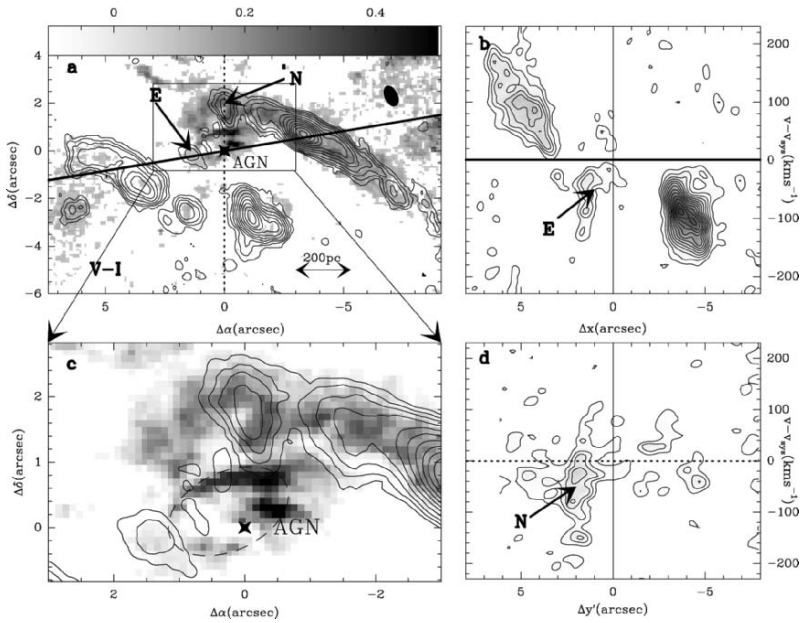 0 0.2 0.4
a
N
E
AGN
200pc
V-I
4
2
0
−2
−4
−6
Δδ(arcsec)
5 0 −5
Δα(arcsec)
b
E
200
100
0
−100
−200
v−v_sys(kms⁻¹)
5 0 −5
Δx(arcsec)
c
AGN
2
1
0
Δδ(arcsec)
2 0 −2
Δα(arcsec)
d
N
200
100
0
−100
−200
v−v_sys(kms⁻¹)
5 0 −5
Δy'(arcsec)